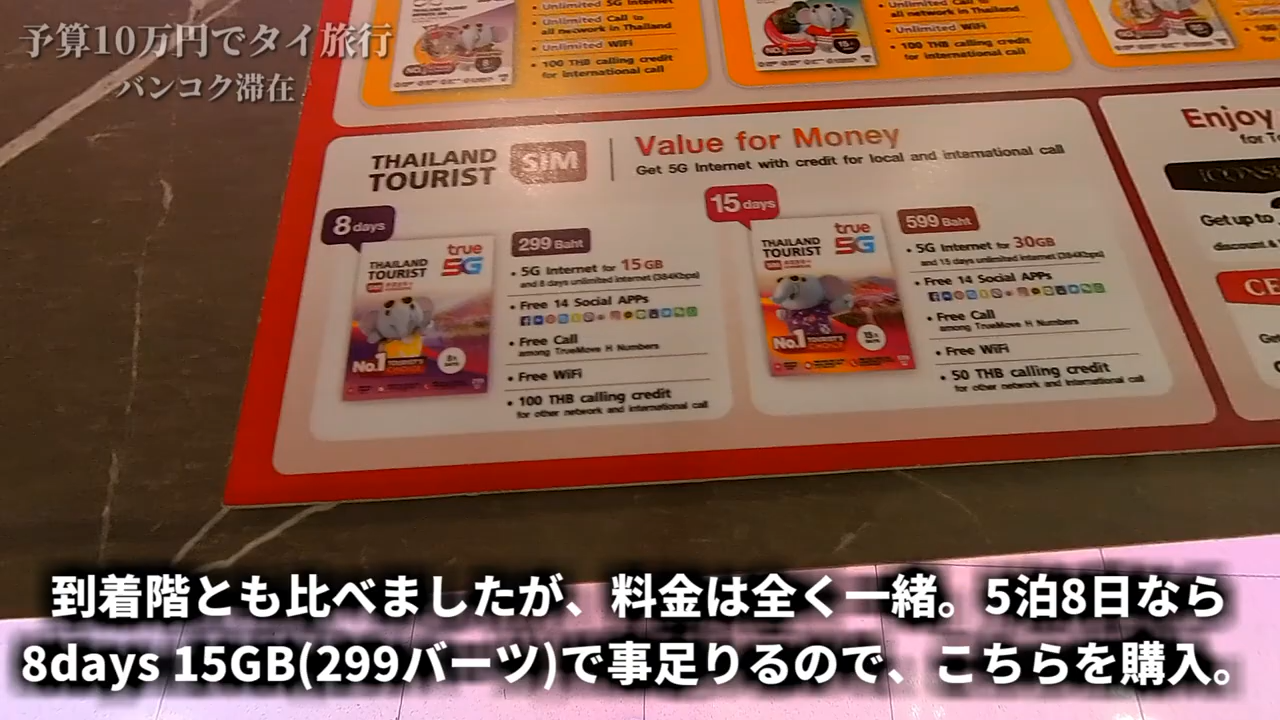 予算10万円でタイ旅行
バンコク滞在
Unlimited 5G Internet
Unlimited Call to
all network in Thailand
Unlimited WiFi
100 THB calling credit
for international call
Unlimited Call to
all network in Thailand
Unlimited WiFi
100 THB calling credit
for international call
THAILAND
TOURIST
SIM
Value for Money
Get 5G Internet with credit for local and international call
8 days
true
5G
THAILAND
TOURIST
No.1
299 Baht
• 5G Internet for 15 GB
and 8 days unlimited internet (384Kbps)
• Free 14 Social APPs
• Free Call
among TrueMove H Numbers
• Free WiFi
• 100 THB calling credit
for other network and international call
15 days
true
5G
THAILAND
TOURIST
No.1
599 Baht
• 5G Internet for 30GB
and 15 days unlimited internet (384Kbps)
• Free 14 Social APPs
• Free Call
among TrueMove H Numbers
• Free WiFi
• 50 THB calling credit
for other network and international call
Enjoy
Get up to
discount &
到着階とも比べましたが、料金は全く一緒。5泊8日なら
8days 15GB(299バーツ)で事足りるので、こちらを購入。